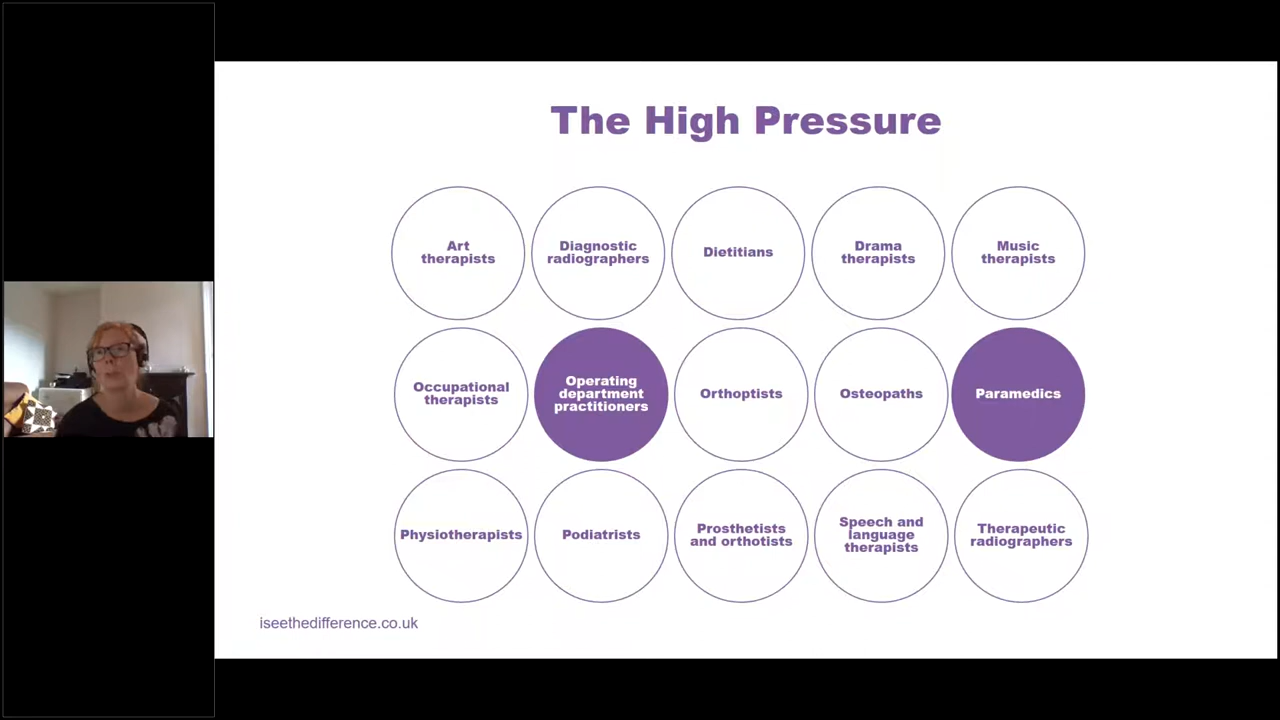 The High Pressure
Art
therapists
Diagnostic
radiographers
Dietitians
Drama
therapists
Music
therapists
Occupational
therapists
Operating
department
practitioners
Orthoptists
Osteopaths
Paramedics
Physiotherapists
Podiatrists
Prosthetists
and orthotists
Speech and
language
therapists
Therapeutic
radiographers
iseethedifference.co.uk